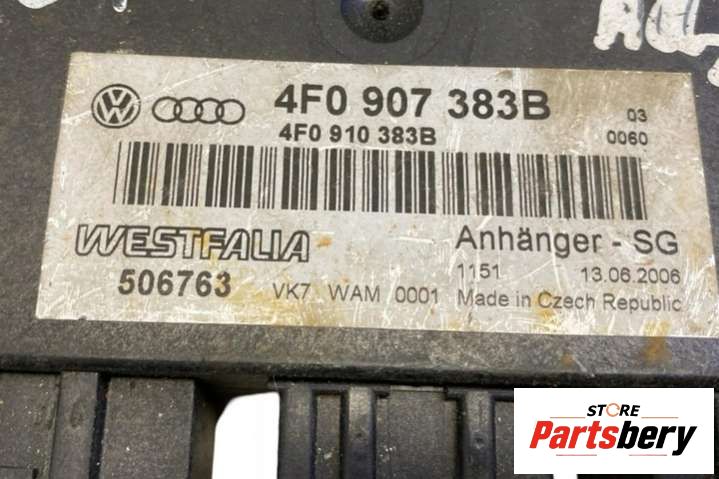 4F0 907 383B 03
4F0 910 383B 0060
WESTFALIA Anhänger - SG
506763 1151 13.06.2006
VK7 WAM 0001 Made in Czech Republic
STORE
Partsbery